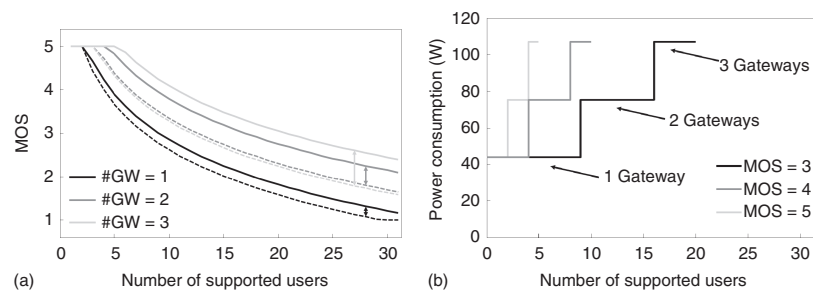 MOS
5
4
3
2
1
0 5 10 15 20 25 30
#GW = 1
#GW = 2
#GW = 3
(a)
Number of supported users
Power consumption (W)
120
100
80
60
40
20
0
0 5 10 15 20 25 30
3 Gateways
2 Gateways
1 Gateway
MOS = 3
MOS = 4
MOS = 5
(b)
Number of supported users